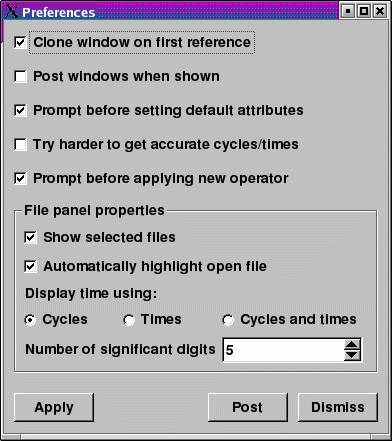 Preferences
Clone window on first reference
Post windows when shown
Prompt before setting default attributes
Try harder to get accurate cycles/times
Prompt before applying new operator
File panel properties
Show selected files
Automatically highlight open file
Display time using:
Cycles Times Cycles and times
Number of significant digits 5
Apply Post Dismiss